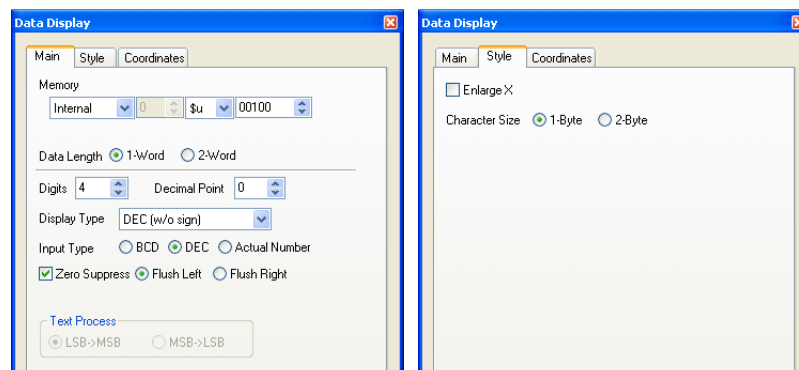 Data Display
Main Style Coordinates
Memory
Internal 0 $u 00100
Data Length 1-Word 2-Word
Digits 4 Decimal Point 0
Display Type DEC (w/o sign)
Input Type BCD DEC Actual Number
Zero Suppress Flush Left Flush Right
Text Process
LSB->MSB MSB->LSB
Data Display
Main Style Coordinates
Enlarge X
Character Size 1-Byte 2-Byte